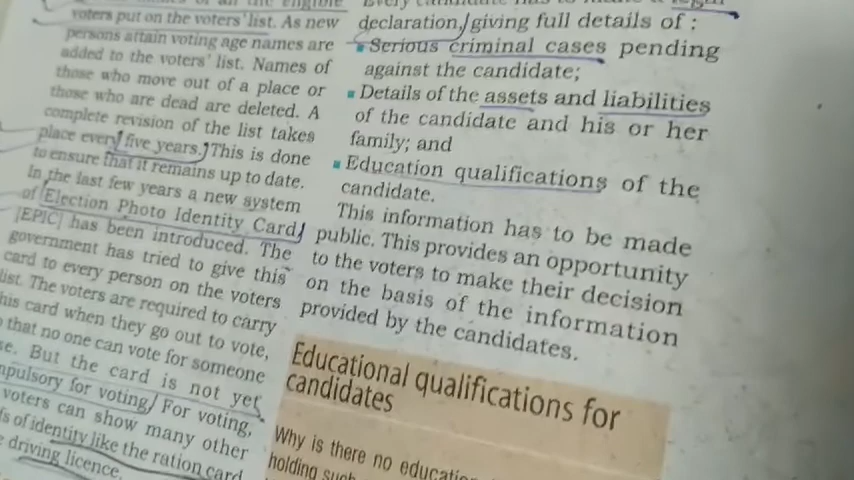 voters put on the voters' list. As new
persons attain voting age names are
added to the voters' list. Names of
those who move out of a place or
those who are dead are deleted. A
complete revision of the list takes
place every five years. This is done
to ensure that it remains up to date.
In the last few years a new system
of Election Photo Identity Card
[EPIC] has been introduced. The
government has tried to give this
card to every person on the voters
list. The voters are required to carry
this card when they go out to vote,
so that no one can vote for someone
But the card is not yet
compulsory for voting. For voting,
voters can show many other
of identity like the ration card
driving licence.
declaration, giving full details of :
▪ Serious criminal cases pending
against the candidate;
▪ Details of the assets and liabilities
of the candidate and his or her
family; and
▪ Education qualifications of the
candidate.
This information has to be made
public. This provides an opportunity
to the voters to make their decision
on the basis of the information
provided by the candidates.
Educational qualifications for
candidates
Why is there no
holding such